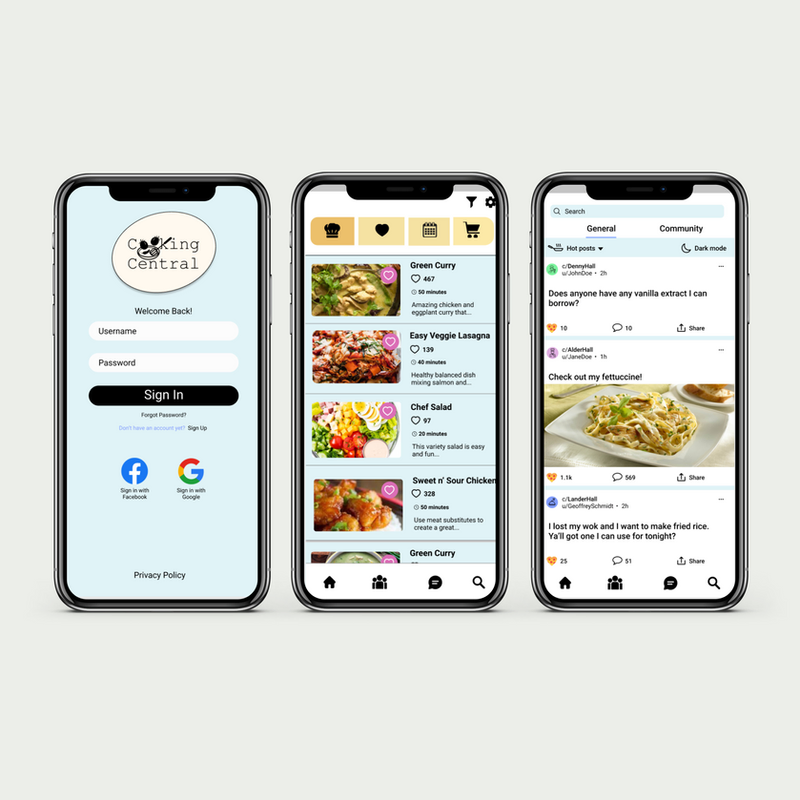 Cooking
Central
Welcome Back!
Username
Password
Sign In
Forgot Password?
Don't have an account yet? Sign Up
Sign in with
Facebook
Sign in with
Google
Privacy Policy
Green Curry
467
50 minutes
Amazing chicken and
eggplant curry that...
Easy Veggie Lasagna
139
40 minutes
Healthy balanced dish
mixing salmon and...
Chef Salad
97
20 minutes
This variety salad is easy
and fun...
Sweet n' Sour Chicken
328
50 minutes
Use meat substitutes to
create a great...
Green Curry
Search
General Community
Hot posts Dark mode
c/DennyHall
u/JohnDoe • 2h
Does anyone have any vanilla extract I can
borrow?
10 10 Share
c/AlderHall
u/JaneDoe • 1h
Check out my fettuccine!
1.1k 569 Share
c/LanderHall
u/GeoffreySchmidt • 2h
I lost my wok and I want to make fried rice.
Ya'll got one I can use for tonight?
25 51 Share